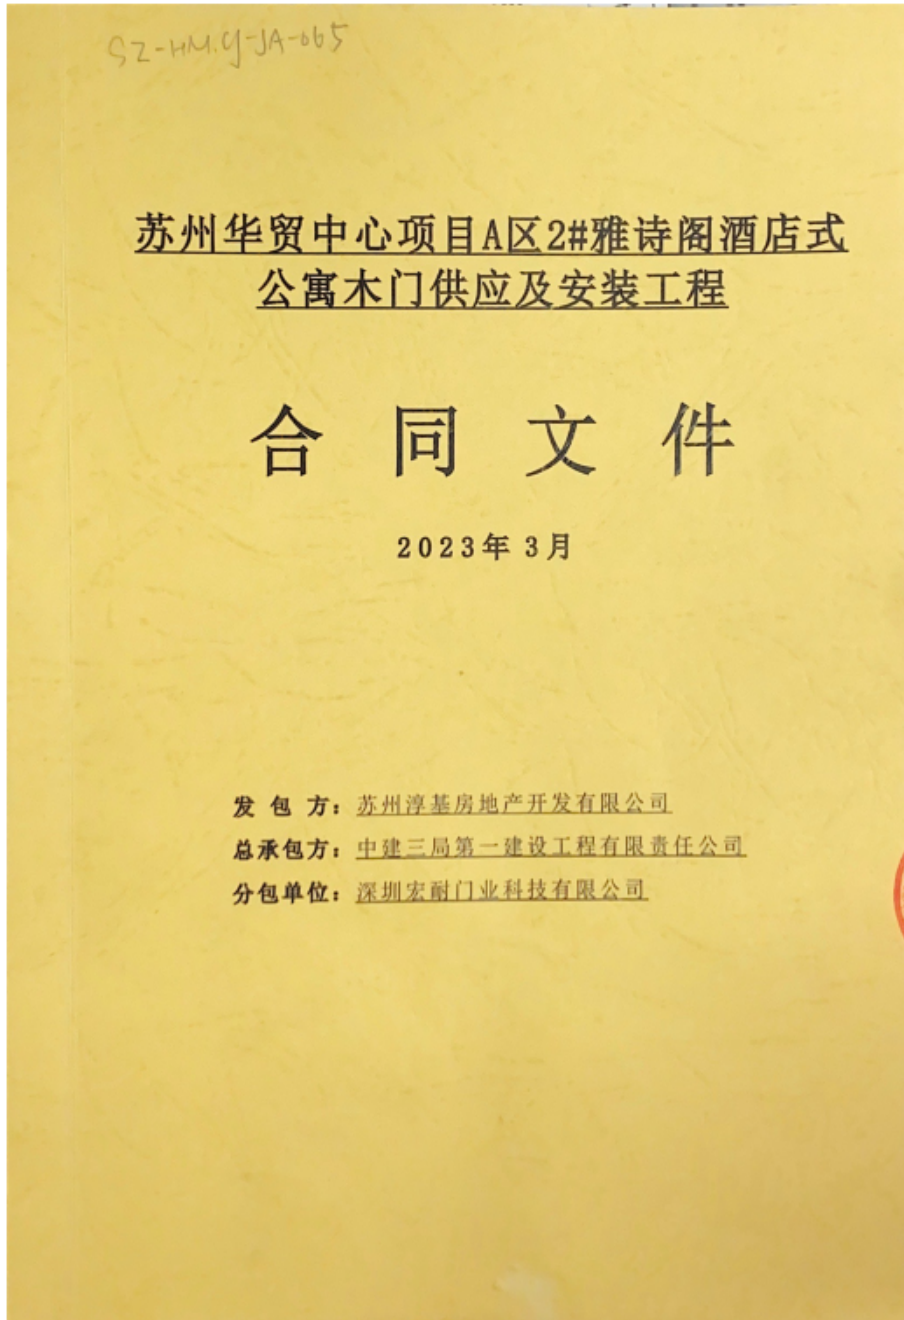 SZ-HM.G-JA-065
苏州华贸中心项目A区2#雅诗阁酒店式
公寓木门供应及安装工程
合同文件
2023年3月
发包方：苏州淳基房地产开发有限公司
总承包方：中建三局第一建设工程有限责任公司
分包单位：深圳宏耐门业科技有限公司